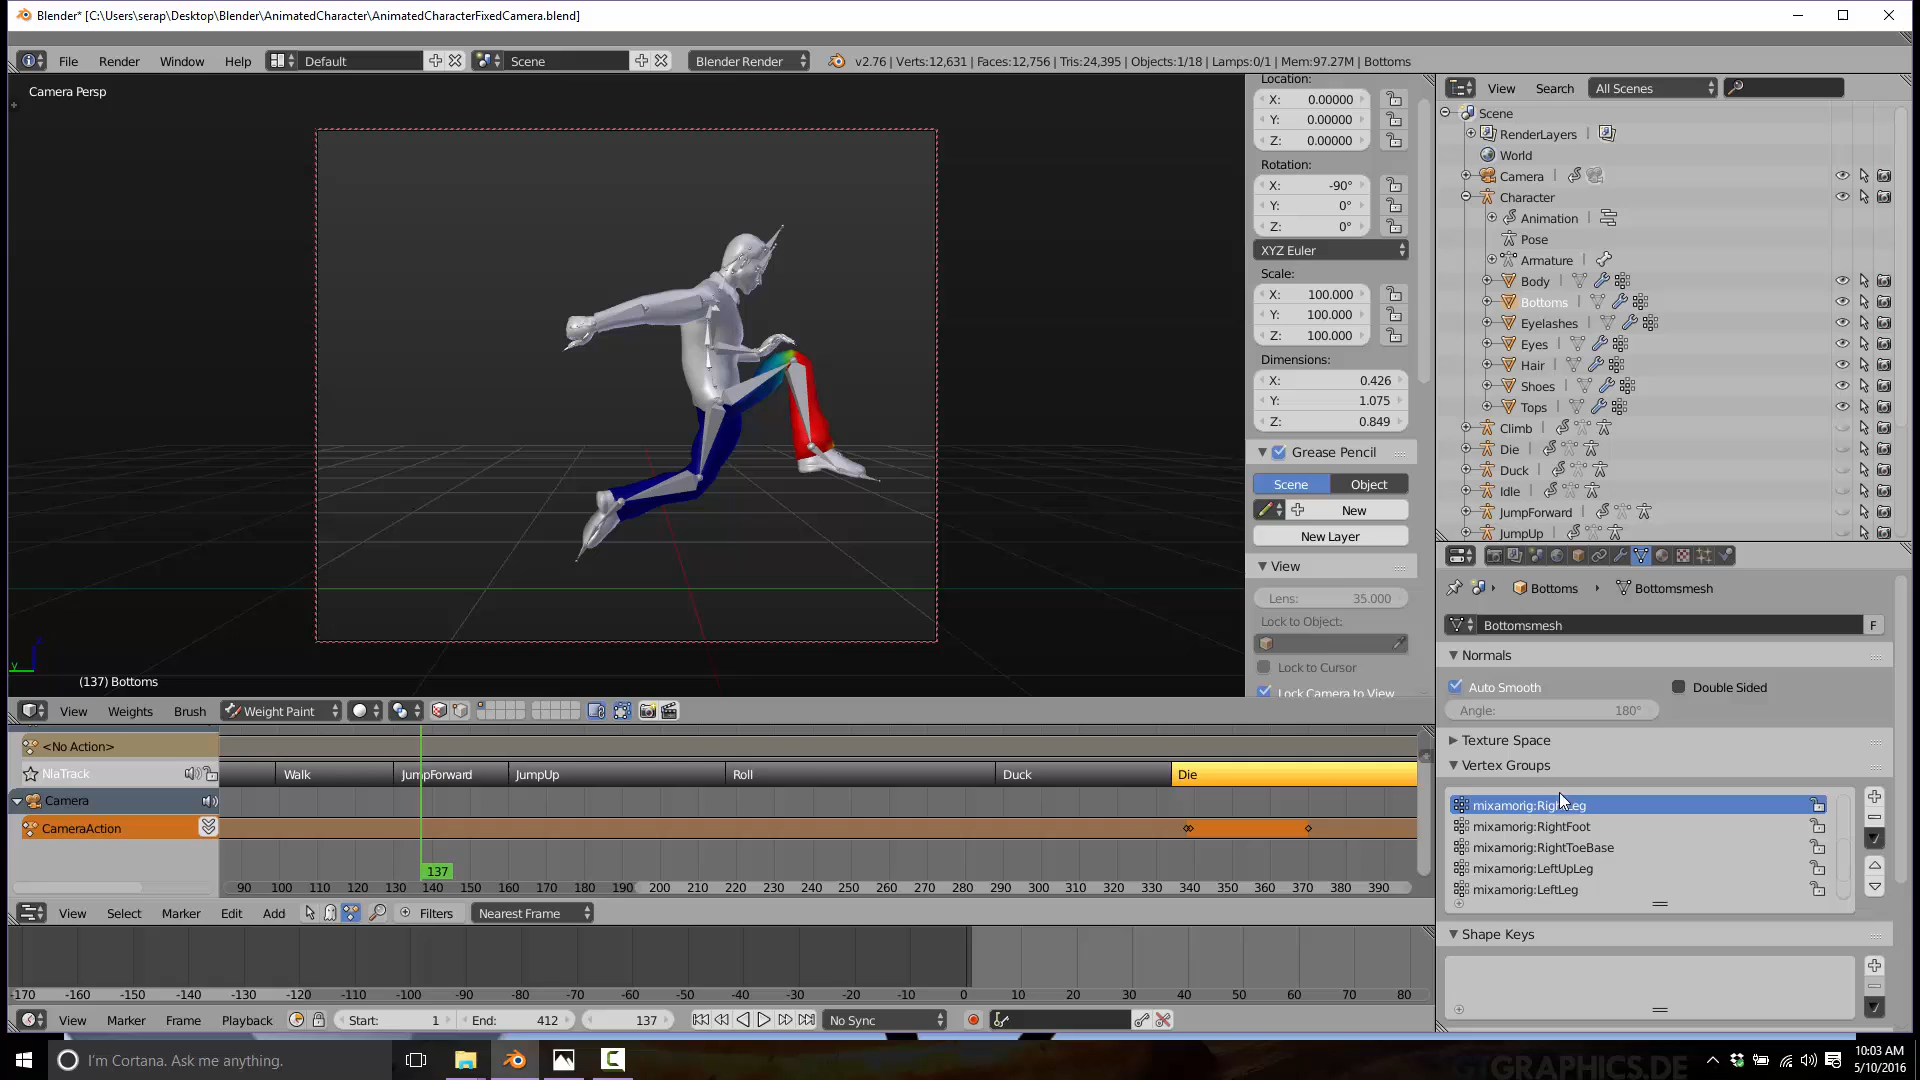 Blender* [C:\Users\serap\Desktop\Blender\AnimatedCharacter\AnimatedCharacterFixedCamera.blend]
File Render Window Help Default Scene Blender Render v2.76 | Verts:12,631 | Faces:12,756 | Tris:24,395 | Objects:1/18 | Lamps:0/1 | Mem:97.27M | Bottoms
Camera Persp
(137) Bottoms
y
Location:
X: 0.00000
Y: 0.00000
Z: 0.00000
Rotation:
X: -90°
Y: 0°
Z: 0°
XYZ Euler
Scale:
X: 100.000
Y: 100.000
Z: 100.000
Dimensions:
X: 0.426
Y: 1.075
Z: 0.849
Grease Pencil
Scene Object
New
New Layer
View
Lens: 35.000
Lock to Object:
Lock to Cursor
Lock Camera to View
View Search All Scenes
Scene
RenderLayers
World
Camera
Character
Animation
Pose
Armature
Body
Bottoms
Eyelashes
Eyes
Hair
Shoes
Tops
Climb
Die
Duck
Idle
JumpForward
JumpUp
Bottoms Bottomsmesh
Bottomsmesh F
Normals
Auto Smooth Double Sided
Angle: 180°
Texture Space
Vertex Groups
mixamorig:RightLeg
mixamorig:RightFoot
mixamorig:RightToeBase
mixamorig:LeftUpLeg
mixamorig:LeftLeg
Shape Keys
View Weights Brush Weight Paint
<No Action>
NlaTrack Walk JumpForward JumpUp Roll Duck Die
Camera
CameraAction
137
90 100 110 120 130 140 150 160 170 180 190 200 210 220 230 240 250 260 270 280 290 300 310 320 330 340 350 360 370 380 390
View Select Marker Edit Add Filters Nearest Frame
-170 -160 -150 -140 -130 -120 -110 -100 -90 -80 -70 -60 -50 -40 -30 -20 -10 0 10 20 30 40 50 60 70 80
View Marker Frame Playback Start: 1 End: 412 137 No Sync
I'm Cortana. Ask me anything.
GTGRAPHICS.DE
10:03 AM
5/10/2016